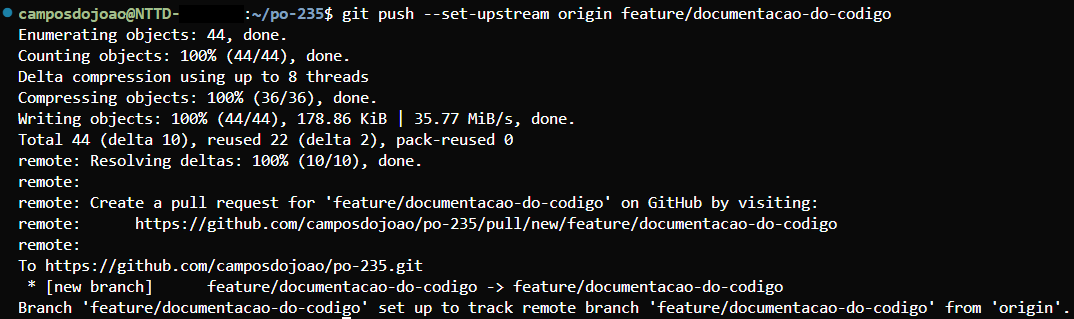 camposdojoao@NTTD-:~/po-235$ git push --set-upstream origin feature/documentacao-do-codigo
Enumerating objects: 44, done.
Counting objects: 100% (44/44), done.
Delta compression using up to 8 threads
Compressing objects: 100% (36/36), done.
Writing objects: 100% (44/44), 178.86 KiB | 35.77 MiB/s, done.
Total 44 (delta 10), reused 22 (delta 2), pack-reused 0
remote: Resolving deltas: 100% (10/10), done.
remote:
remote: Create a pull request for 'feature/documentacao-do-codigo' on GitHub by visiting:
remote:      https://github.com/camposdojoao/po-235/pull/new/feature/documentacao-do-codigo
remote:
To https://github.com/camposdojoao/po-235.git
 * [new branch]      feature/documentacao-do-codigo -> feature/documentacao-do-codigo
Branch 'feature/documentacao-do-codigo' set up to track remote branch 'feature/documentacao-do-codigo' from 'origin'.